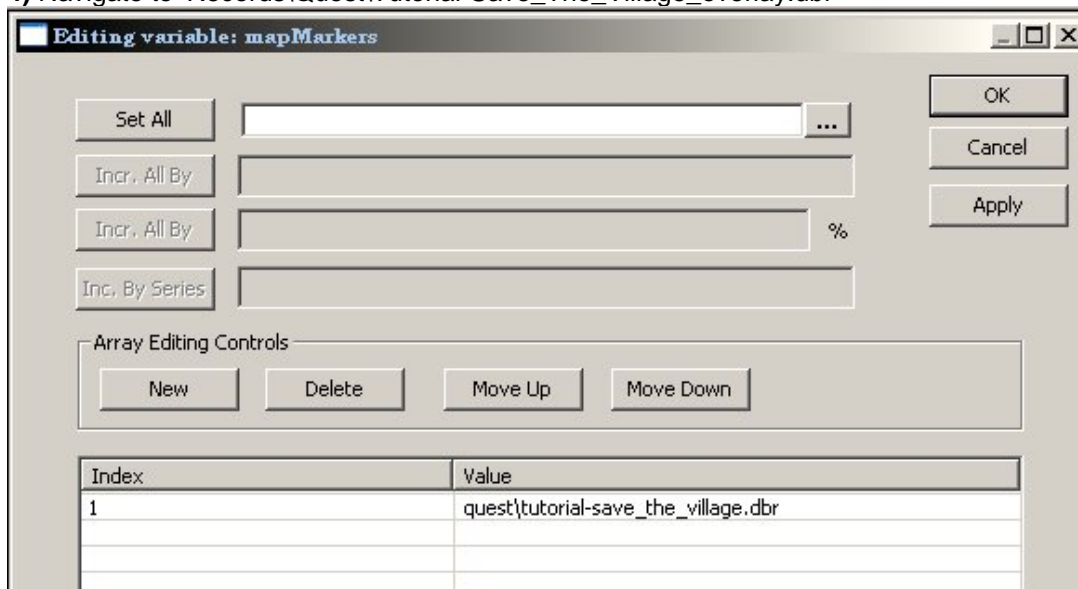 Editing variable: mapMarkers
OK
Set All
...
Cancel
Incr. All By
Apply
Incr. All By
%
Inc. By Series
Array Editing Controls
New Delete Move Up Move Down
Index Value
1 quest\tutorial-save_the_village.dbr